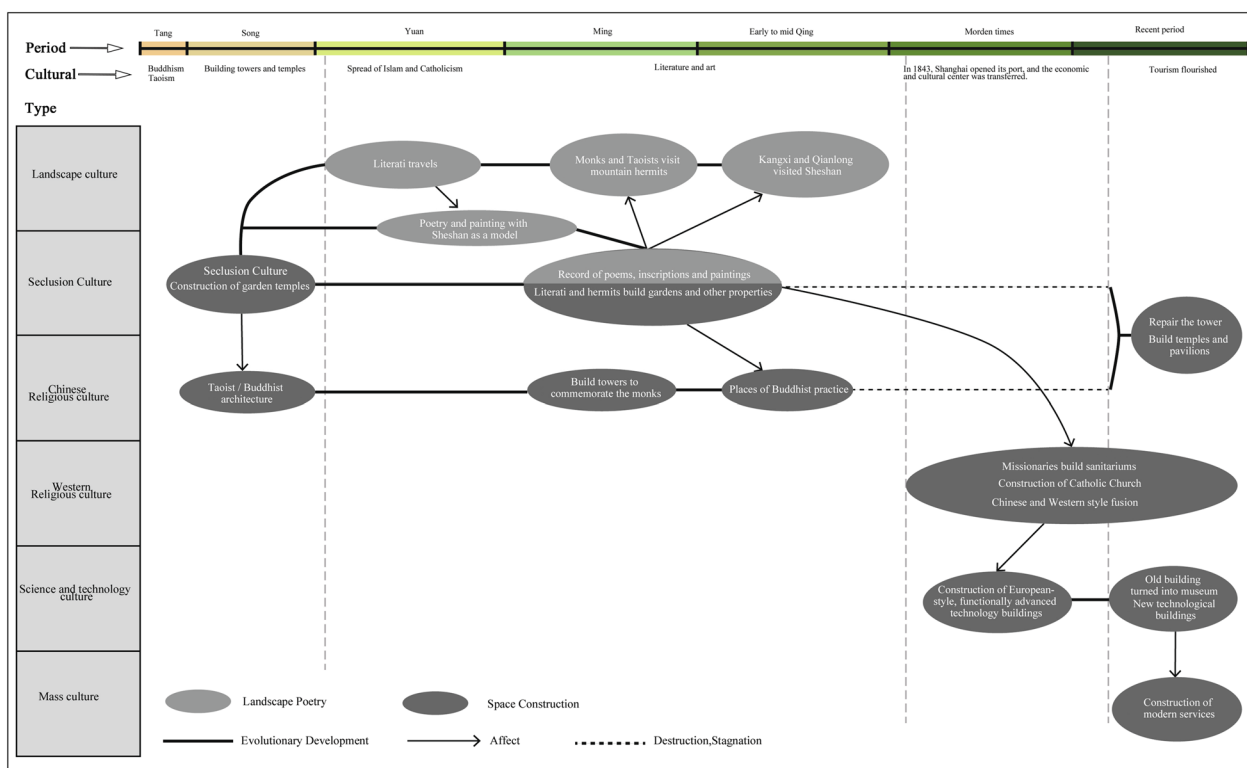 Tang
Song
Yuan
Ming
Early to mid Qing
Morden times
Recent period
Period
Cultural
Buddhism
Taoism
Building towers and temples
Spread of Islam and Catholicism
Literature and art
In 1843, Shanghai opened its port, and the economic
and cultural center was transferred.
Tourism flourished
Type
Landscape culture
Literati travels
Monks and Taoists visit
mountain hermits
Kangxi and Qianlong
visited Sheshan
Poetry and painting with
Sheshan as a model
Seclusion Culture
Seclusion Culture
Construction of garden temples
Record of poems, inscriptions and paintings
Literati and hermits build gardens and other properties
Repair the tower
Build temples and
pavilions
Chinese
Religious culture
Taoist / Buddhist
architecture
Build towers to
commemorate the monks
Places of Buddhist practice
Western
Religious culture
Missionaries build sanitariums
Construction of Catholic Church
Chinese and Western style fusion
Science and technology
culture
Construction of European-
style, functionally advanced
technology buildings
Old building
turned into museum
New technological
buildings
Mass culture
Construction of
modern services
Landscape Poetry
Space Construction
Evolutionary Development
Affect
Destruction,Stagnation